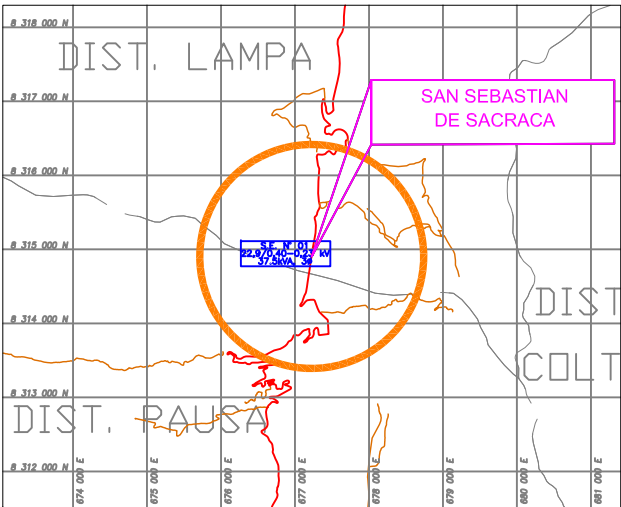 8 318 000 N
DIST. LAMPA
8 317 000 N
SAN SEBASTIAN
DE SACRACA
8 316 000 N
8 315 000 N
S.E. N° 01
22,9/0,40-0,23 kV
37.5kVA, 3Ø
8 314 000 N
DIST
COLT
8 313 000 N
DIST. PAUSA
8 312 000 N
674 000 E
675 000 E
676 000 E
677 000 E
678 000 E
679 000 E
680 000 E
681 000 E